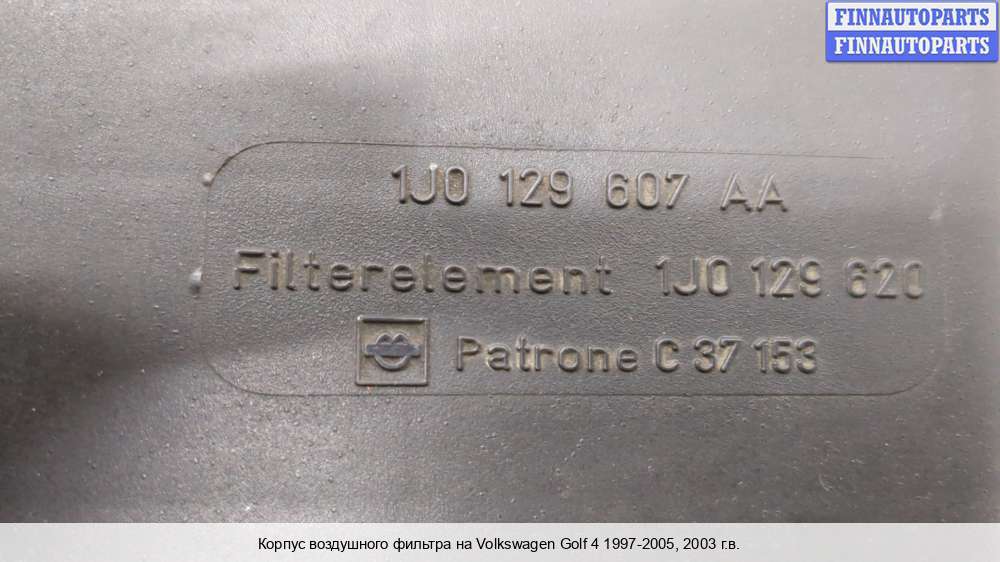 FINNAUTOPARTS
FINNAUTOPARTS
1J0 129 607 AA
Filterelement 1J0 129 620
Patrone C 37 153
Корпус воздушного фильтра на Volkswagen Golf 4 1997-2005, 2003 г.в.